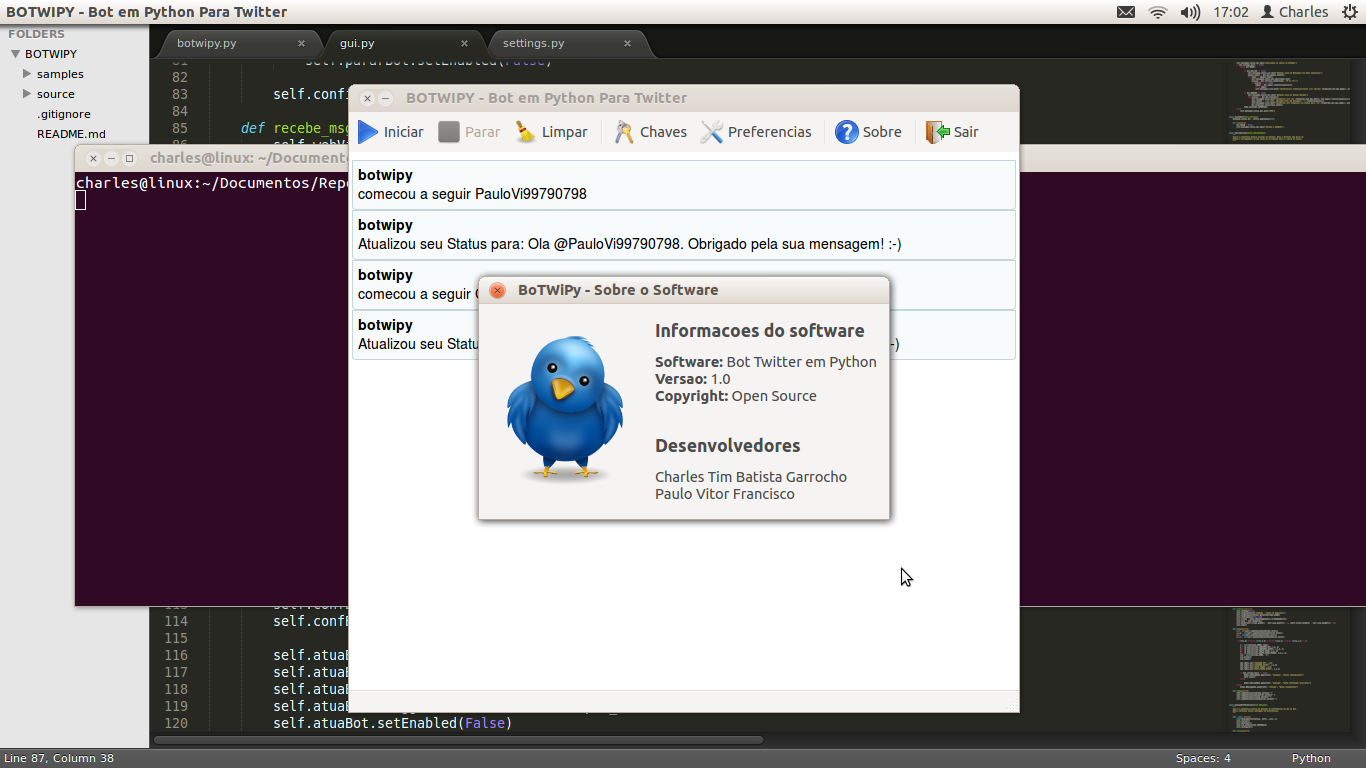 BOTWIPY - Bot em Python Para Twitter
17:02 Charles
FOLDERS
BOTWIPY
samples
source
.gitignore
README.md
botwipy.py × gui.py × settings.py ×
81 self.pararBot.setEnabled(False)
82
83 self.confi
84
85 def recebe_msg
BOTWIPY - Bot em Python Para Twitter
Iniciar Parar Limpar Chaves Preferencias Sobre Sair
charles@linux: ~/Documento
charles@linux:~/Documentos/Repo
botwipy
comecou a seguir PauloVi99790798
botwipy
Atualizou seu Status para: Ola @PauloVi99790798. Obrigado pela sua mensagem! :-)
botwipy
comecou a seguir
botwipy
Atualizou seu Statu -)
BoTWiPy - Sobre o Software
Informacoes do software
Software: Bot Twitter em Python
Versao: 1.0
Copyright: Open Source
Desenvolvedores
Charles Tim Batista Garrocho
Paulo Vitor Francisco
114 self.confB
115
116 self.atuaB
117 self.atuaB
118 self.atuaB
119 self.atuaB
120 self.atuaBot.setEnabled(False)
Line 87, Column 38
Spaces: 4 Python